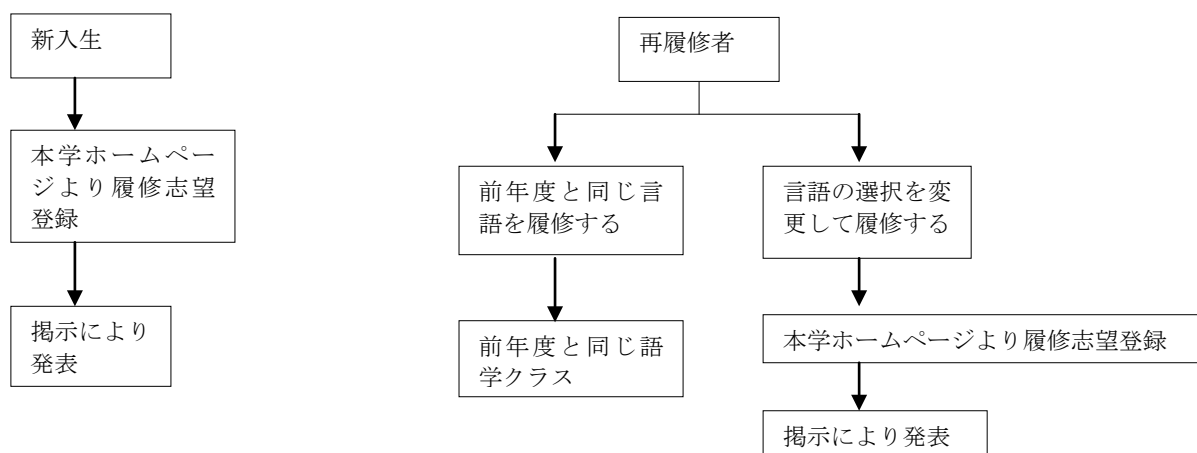 新入生
本学ホームペー
ジより履修志望
登録
掲示により
発表
再履修者
前年度と同じ言
語を履修する
前年度と同じ語
学クラス
言語の選択を変
更して履修する
本学ホームページより履修志望登録
掲示により発表